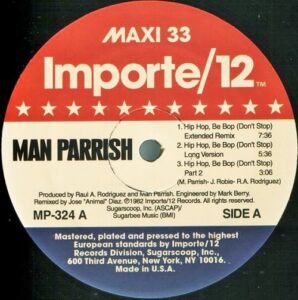 MAXI 33
Importe/12 TM
MAN PARRISH
1. Hip Hop, Be Bop (Don't Stop)
Extended Remix 7:36
2. Hip Hop, Be Bop (Don't Stop)
Long Version 5:36
3. Hip Hop, Be Bop (Don't Stop)
Part 2 3:06
(M. Parrish- J. Robie- R.A. Rodriguez)
Produced by Raul A. Rodriguez and Man Parrish. Engineered by Mark Berry.
Remixed by Jose "Animal" Diaz. ℗1982 Importe/12 Records. All rights reserved.
Sugarscoop, Inc. (ASCAP)/
Sugarbee Music (BMI)
MP-324 A
SIDE A
Mastered, plated and pressed to the highest
European standards by Importe/12
Records Division, Sugarscoop, Inc.,
600 Third Avenue, New York, NY 10016.
Made in U.S.A.